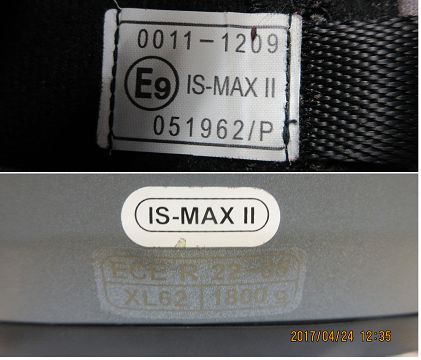 0011-1209
E9 IS-MAX II
051962/P
IS-MAX II
ECE R 22-05
XL62 1800 g
2017/04/24 12:35